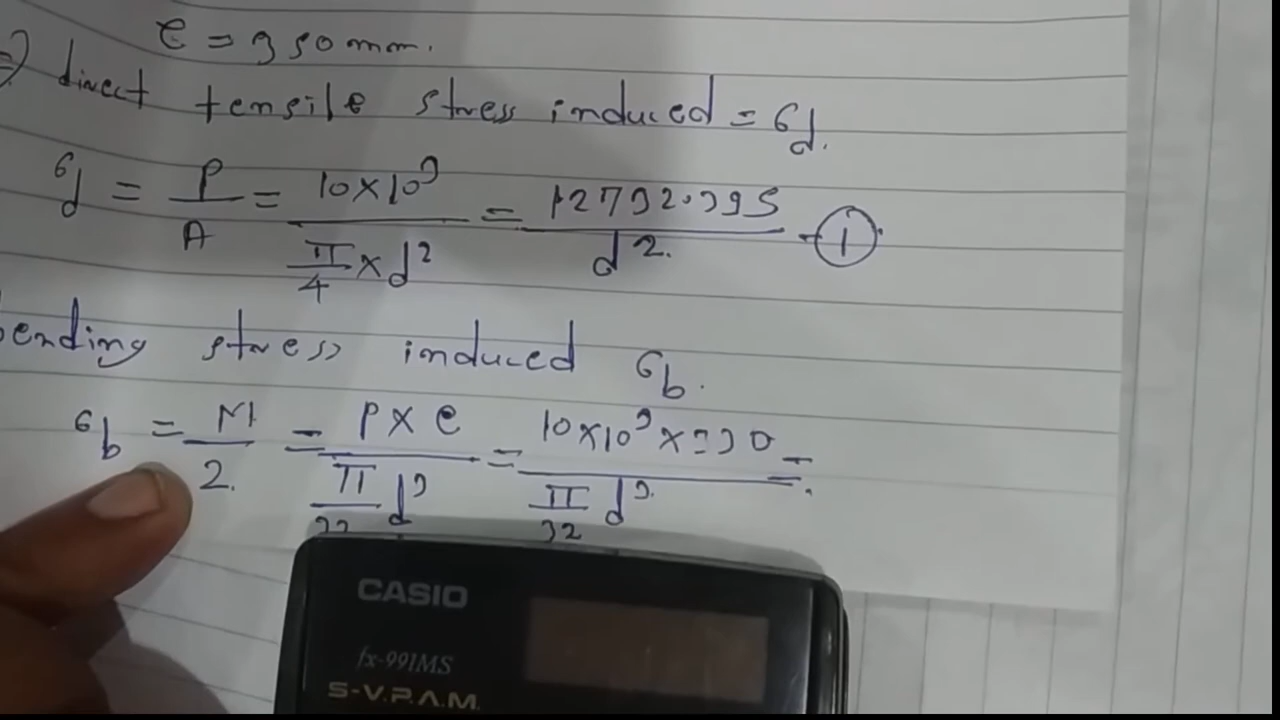 e = 350 mm.
=) direct tensile stress induced = σd.
σd = P/A = 10×10³ / (π/4 × d²) = 12732.395 / d². - ①
bending stress induced σb.
σb = M/Z. = P×e / (π/32 d³) = 10×10³×350 / (π/32 d³) =
CASIO
fx-991MS
S-V.P.A.M.